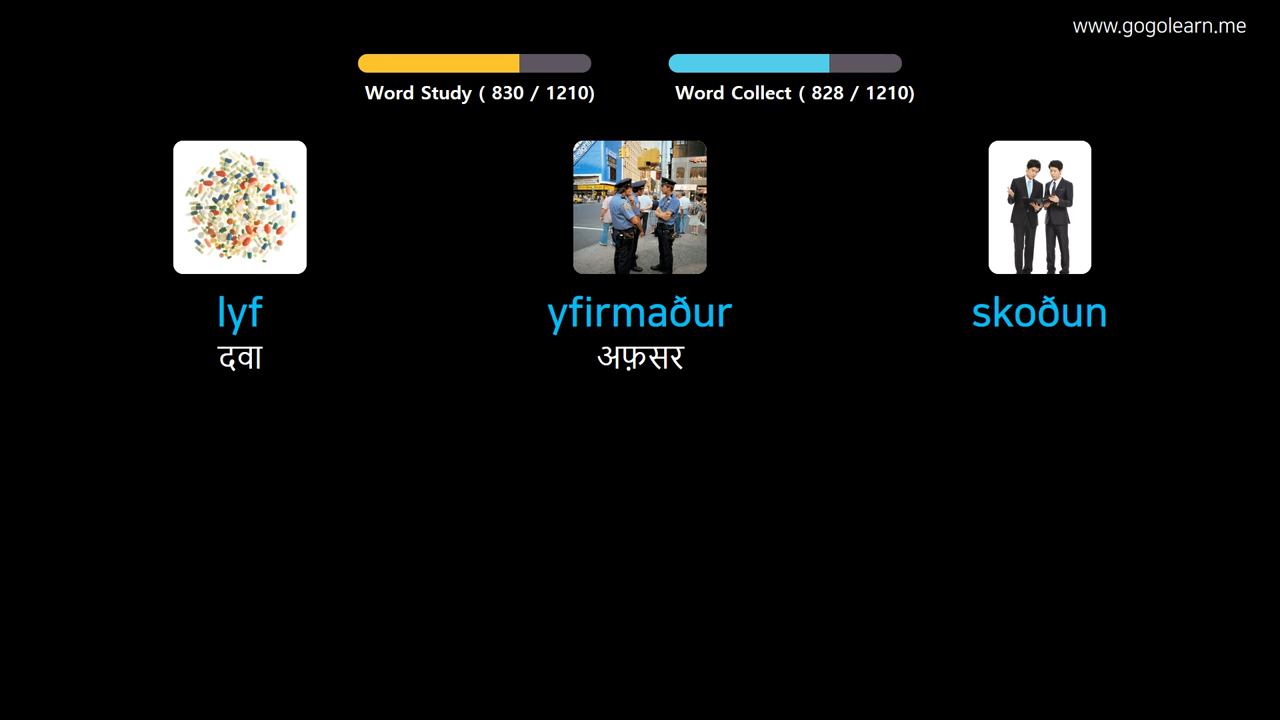 www.gogolearn.me
Word Study ( 830 / 1210)
Word Collect ( 828 / 1210)
lyf
yfirmaður
skoðun
दवा
अफ़सर